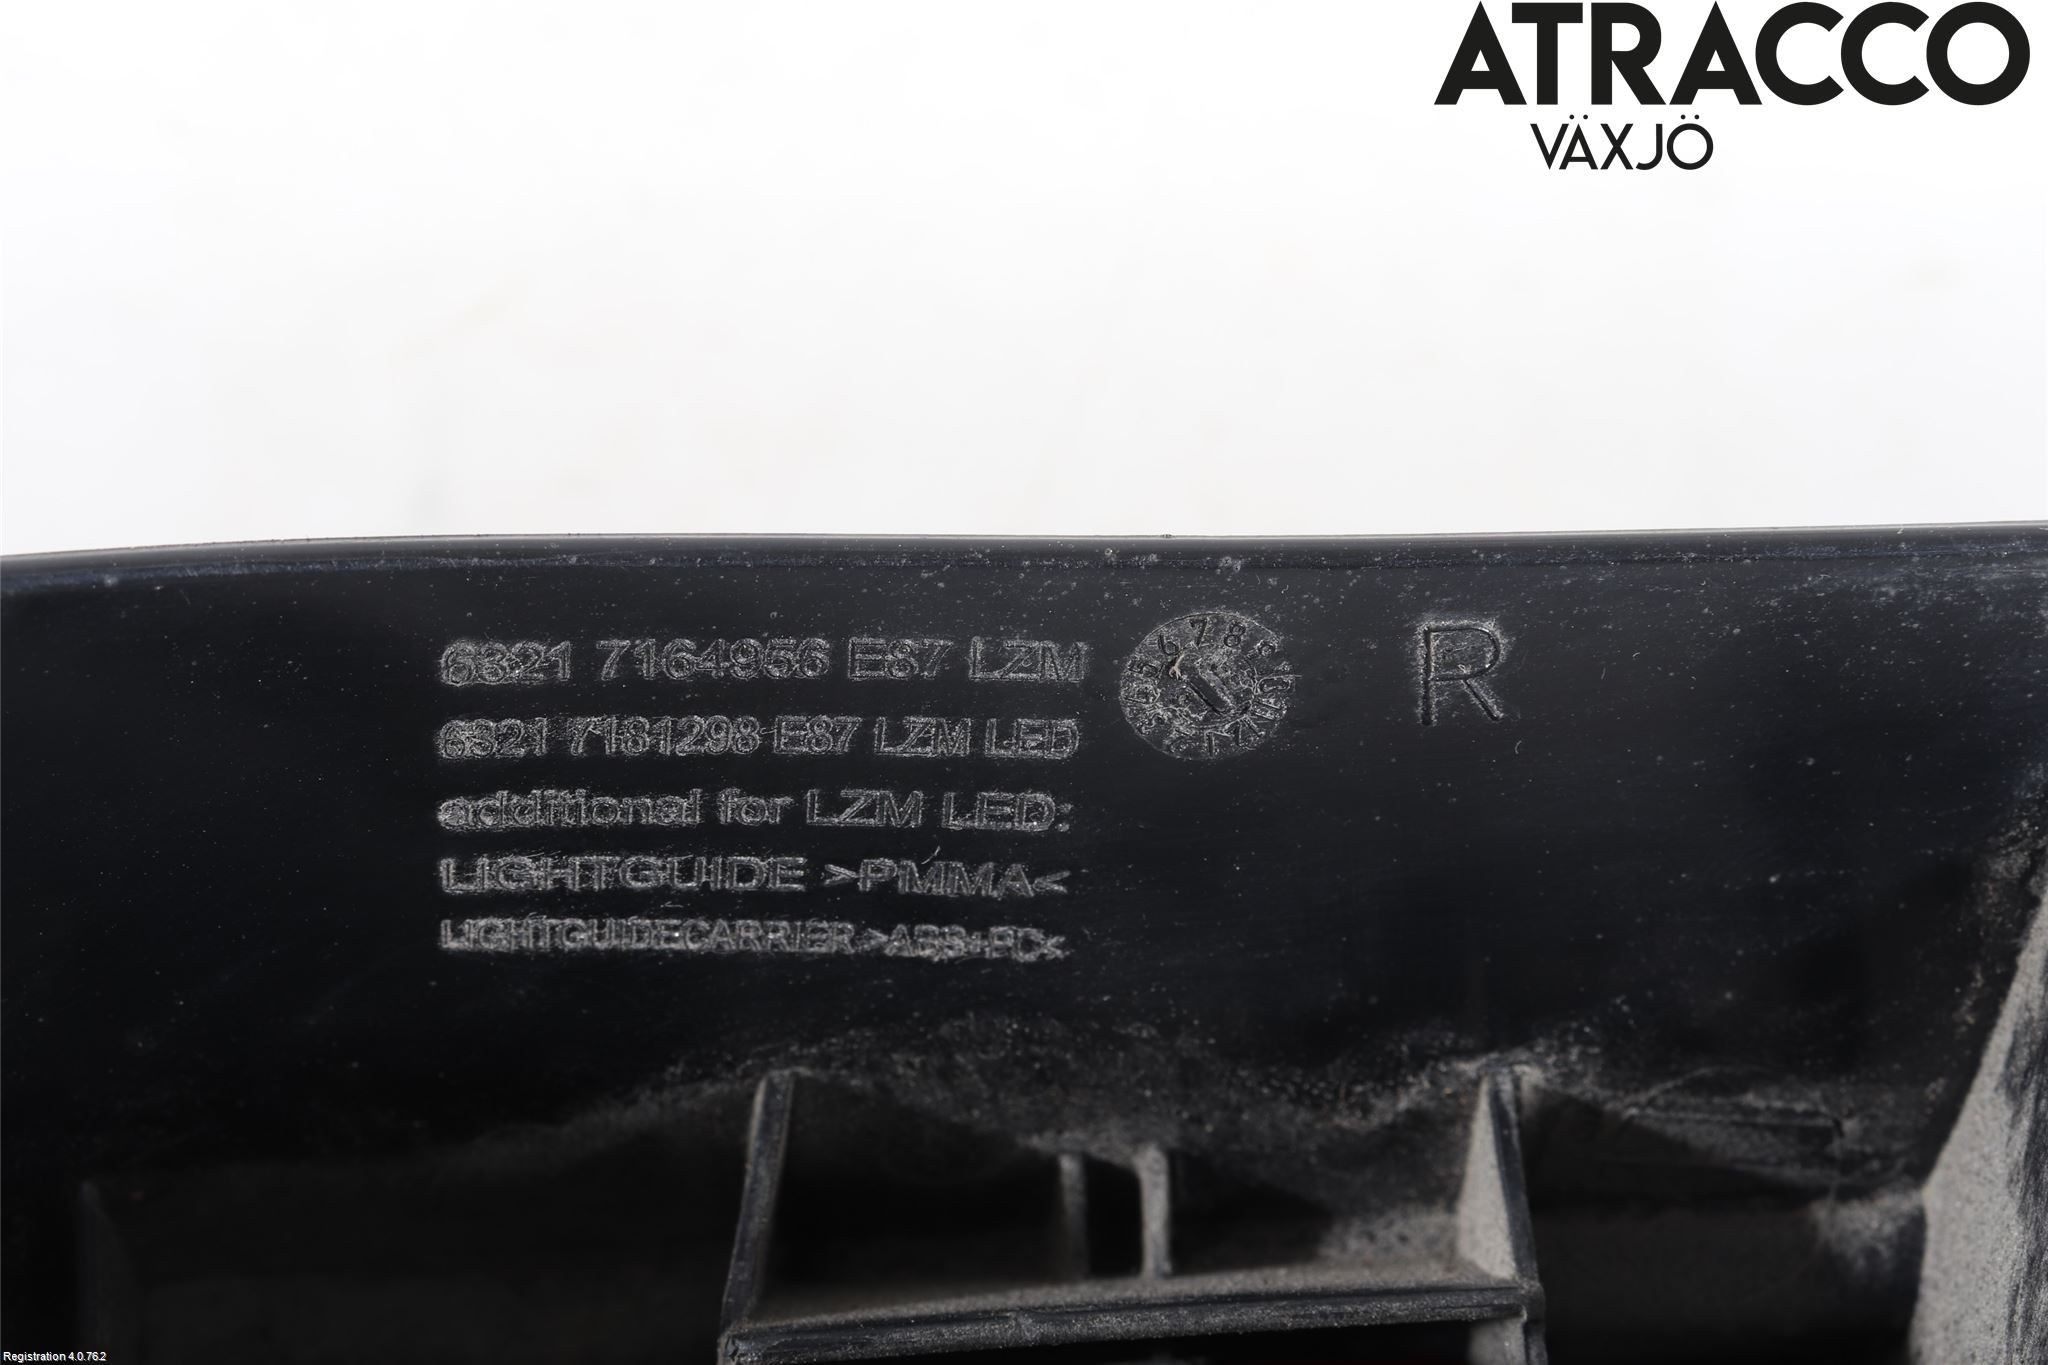 ATRACCO
VÄXJÖ
6321 7164956 E87 LZM
R
6321 7181298 E87 LZM LED
additional for LZM LED:
LIGHTGUIDE >PMMA<
LIGHTGUIDECARRIER >ABS+PC<
Registration 4.0.76.2